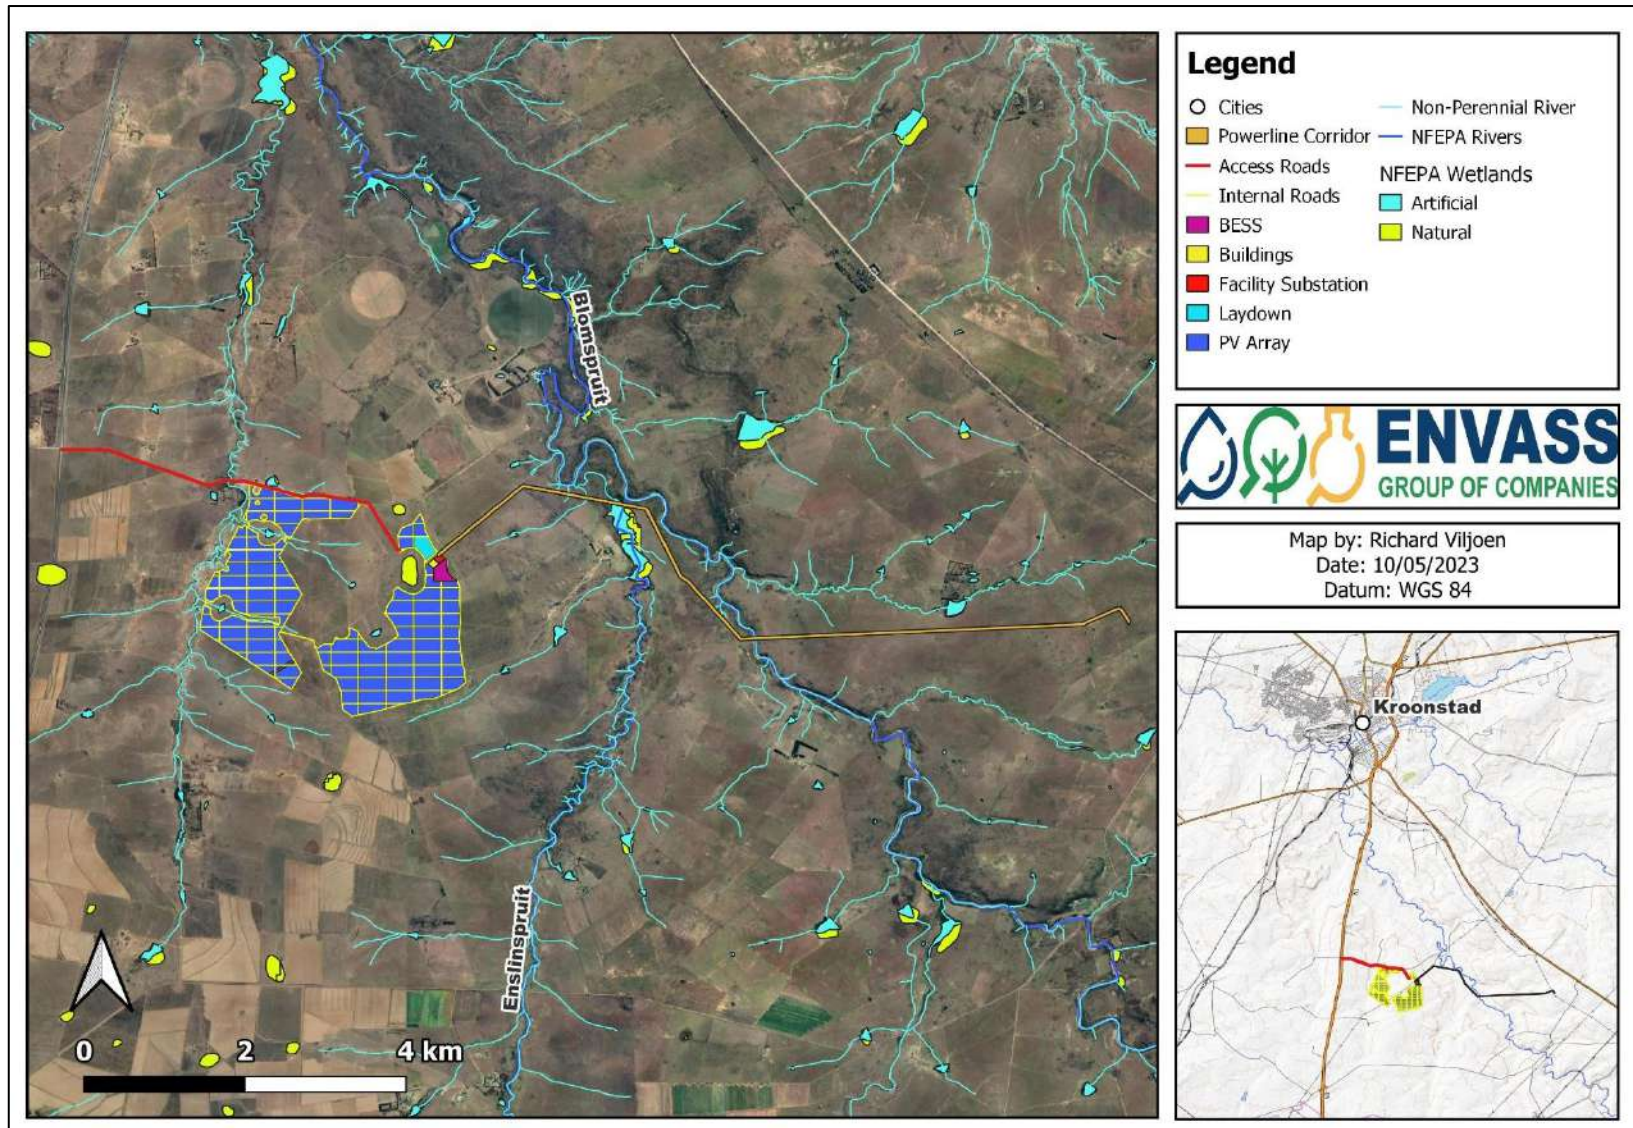 Blomspruit
Enslinspruit
0 2 4 km
Legend
Cities
Powerline Corridor
Access Roads
Internal Roads
BESS
Buildings
Facility Substation
Laydown
PV Array
Non-Perennial River
NFEPA Rivers
NFEPA Wetlands
Artificial
Natural
ENVASS
GROUP OF COMPANIES
Map by: Richard Viljoen
Date: 10/05/2023
Datum: WGS 84
Kroonstad